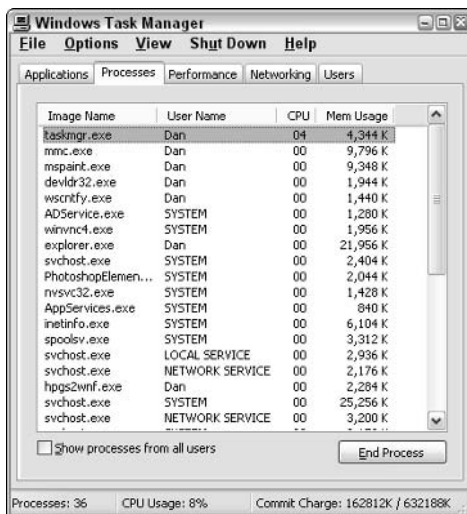 Windows Task Manager
File Options View Shut Down Help
Applications Processes Performance Networking Users
Image Name User Name CPU Mem Usage
taskmgr.exe Dan 04 4,344 K
mmc.exe Dan 00 9,796 K
mspaint.exe Dan 00 9,348 K
devldr32.exe Dan 00 1,944 K
wscntfy.exe Dan 00 1,440 K
ADService.exe SYSTEM 00 1,280 K
winvnc4.exe SYSTEM 00 1,956 K
explorer.exe Dan 00 21,956 K
svchost.exe SYSTEM 00 2,404 K
PhotoshopElemen... SYSTEM 00 2,044 K
nvsvc32.exe SYSTEM 00 1,428 K
AppServices.exe SYSTEM 00 840 K
inetinfo.exe SYSTEM 00 6,104 K
spoolsv.exe SYSTEM 00 3,312 K
svchost.exe LOCAL SERVICE 00 2,936 K
svchost.exe NETWORK SERVICE 00 2,176 K
hpgs2wnf.exe Dan 00 2,284 K
svchost.exe SYSTEM 00 25,256 K
svchost.exe NETWORK SERVICE 00 3,200 K
Show processes from all users
End Process
Processes: 36 CPU Usage: 8% Commit Charge: 162812K / 632188K